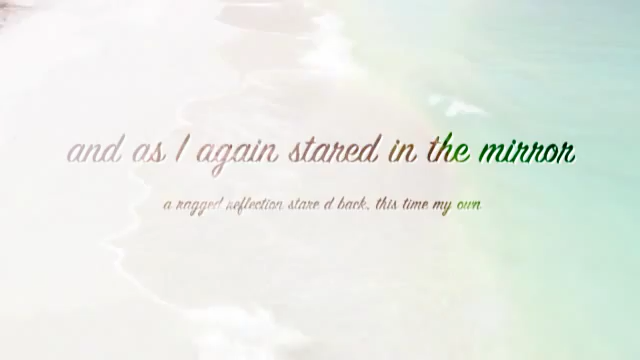 and as I again stared in the mirror
a ragged reflection stare d back, this time my own